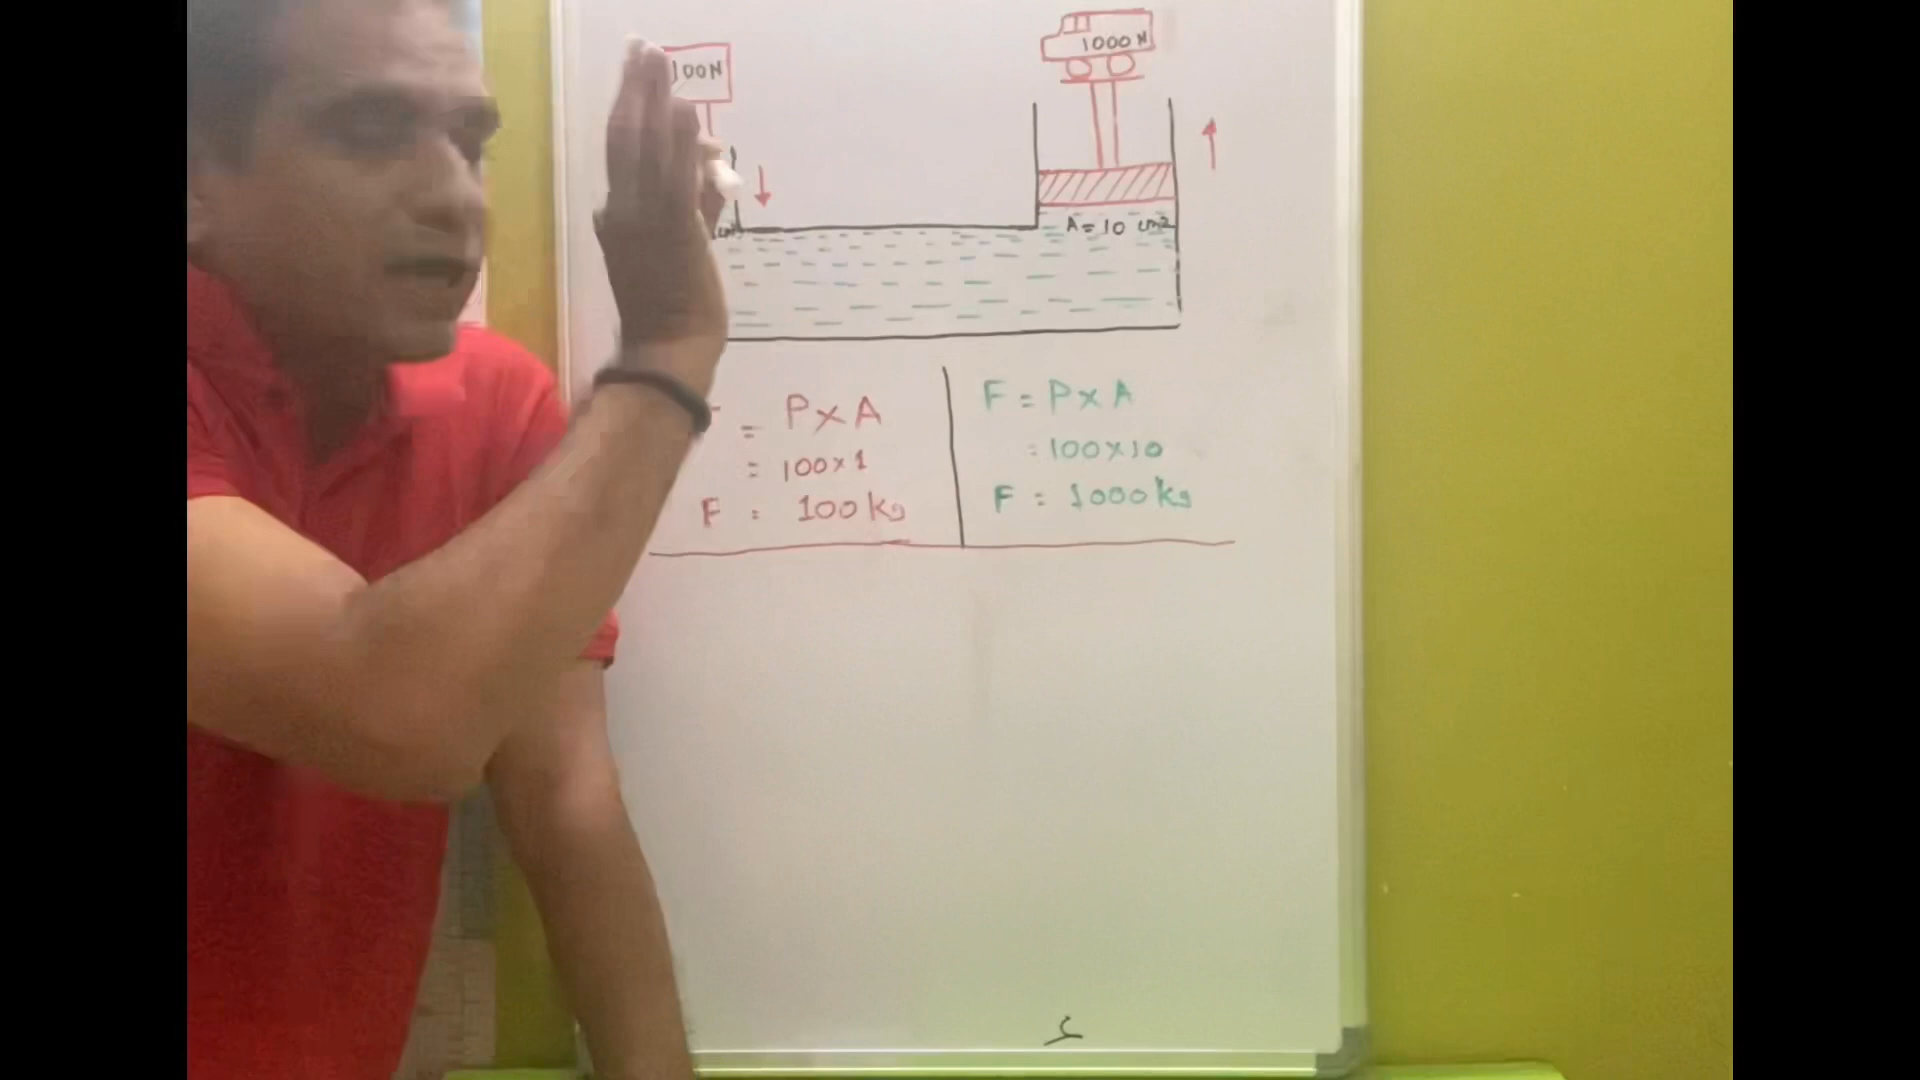 100N
1000 N
A = 10 cm2
= P x A
= 100 x 1
F = 100 kg
F = P x A
= 100 x 10
F = 1000 kg